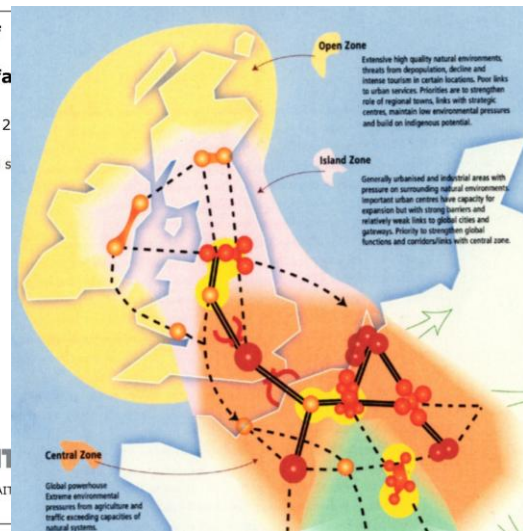 Open Zone
Extensive high quality natural environments,
threats from depopulation, decline and
intense tourism in certain locations. Poor links
to urban services. Priorities are to strengthen
role of regional towns, links with strategic
centres, maintain low environmental pressures
and build on indigenous potential.
Island Zone
Generally urbanised and industrial areas with
pressure on surrounding natural environments.
Important urban centres have capacity for
expansion but with strong barriers and
relatively weak links to global cities and
gateways. Priority to strengthen global
functions and corridors/links with central zone.
Central Zone
Global powerhouse
Extreme environmental
pressures from agriculture and
traffic exceeding capacities of
natural systems.